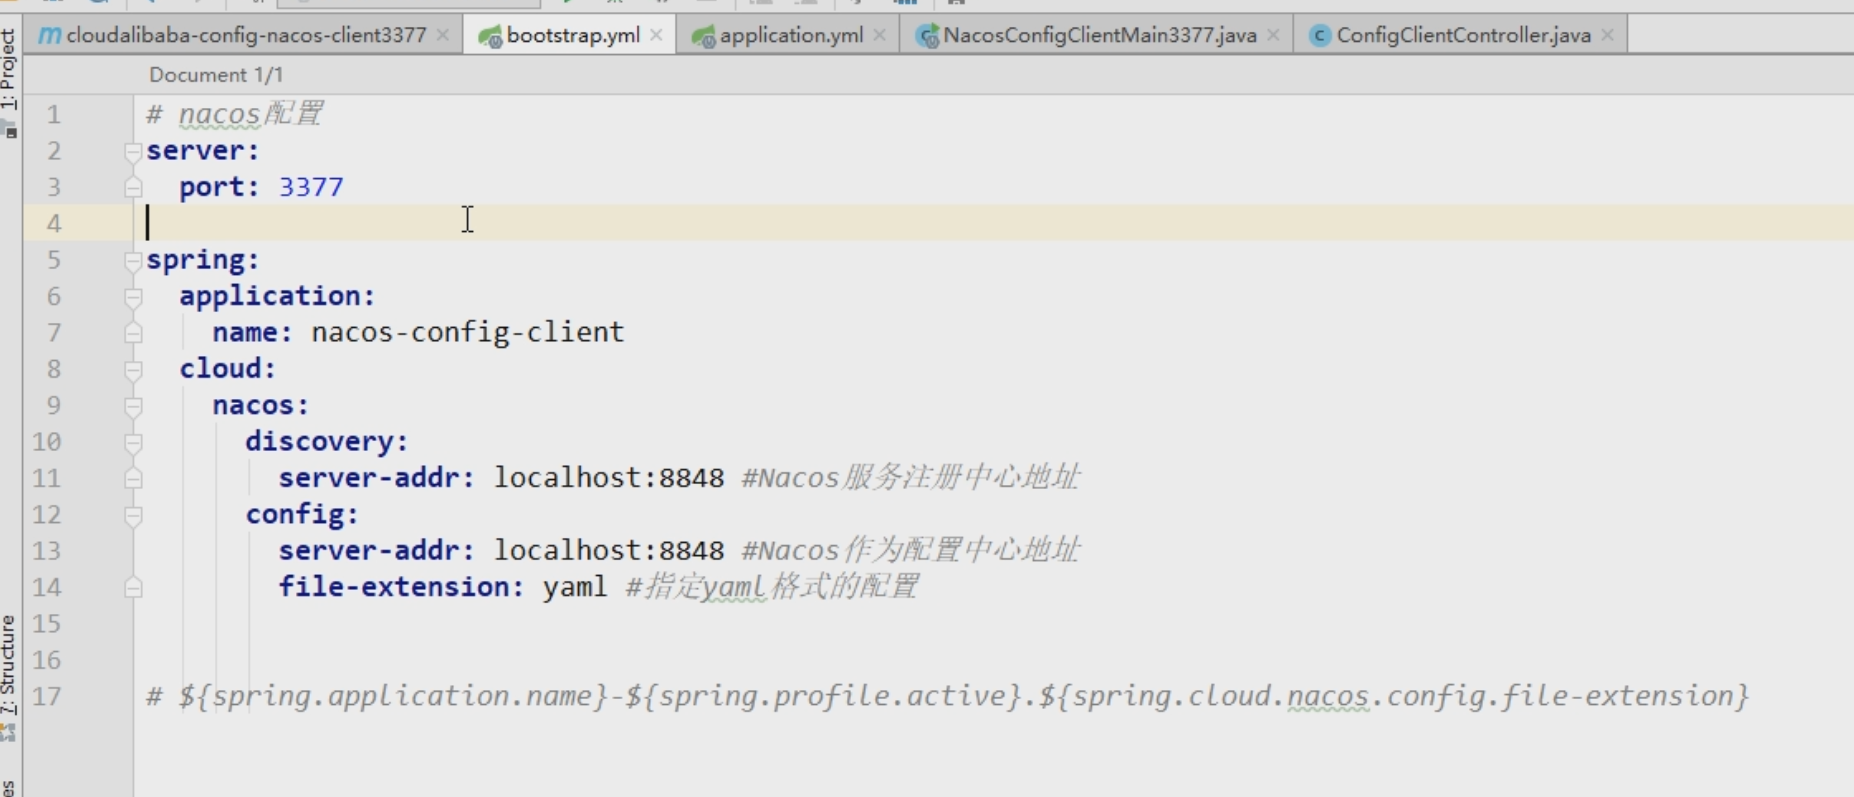 cloudalibaba-config-nacos-client3377
bootstrap.yml
application.yml
NacosConfigClientMain3377.java
ConfigClientController.java
1: Project
Document 1/1
1 # nacos配置
2 server:
3 port: 3377
4
5 spring:
6 application:
7 name: nacos-config-client
8 cloud:
9 nacos:
10 discovery:
11 server-addr: localhost:8848 #Nacos服务注册中心地址
12 config:
13 server-addr: localhost:8848 #Nacos作为配置中心地址
14 file-extension: yaml #指定yaml格式的配置
15
16
17 # ${spring.application.name}-${spring.profile.active}.${spring.cloud.nacos.config.file-extension}
7: Structure